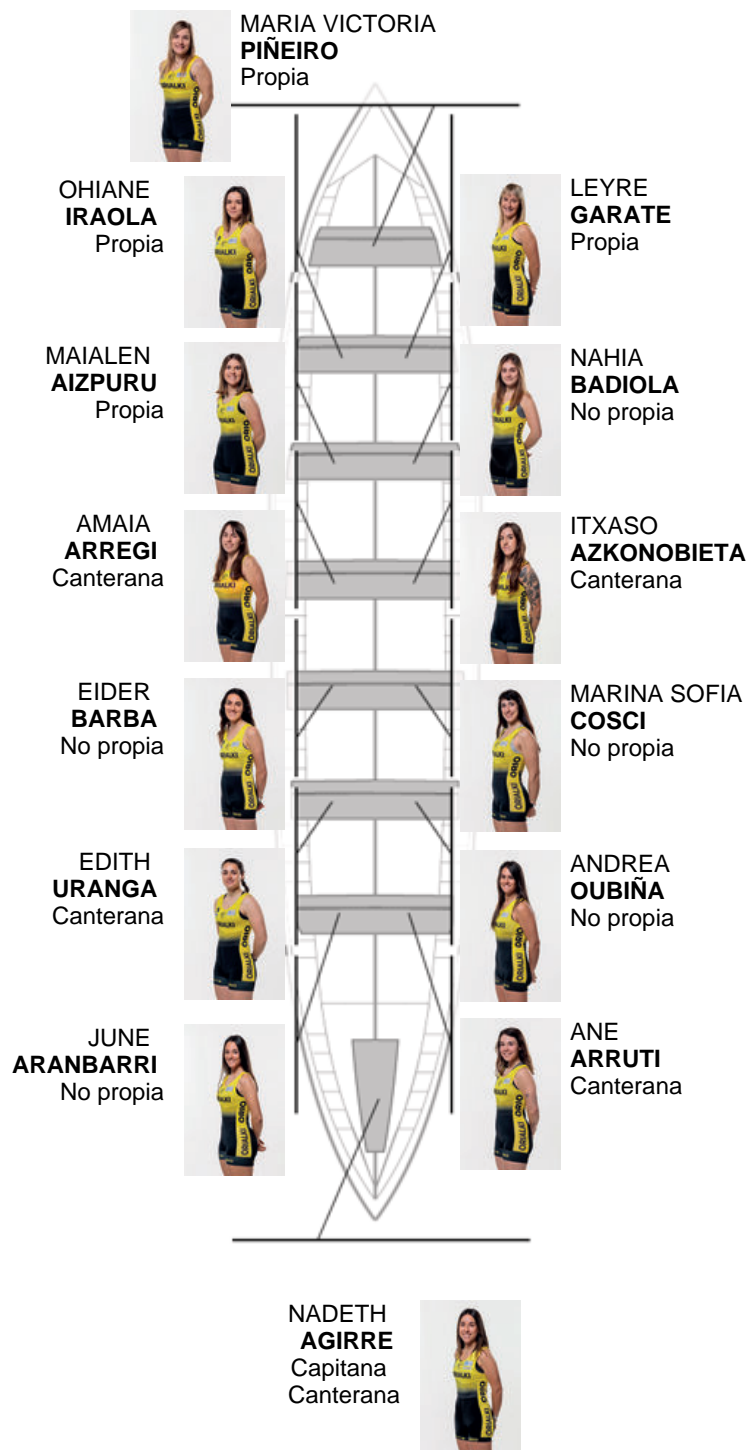 MARIA VICTORIA
PIÑEIRO
Propia
OHIANE
IRAOLA
Propia
LEYRE
GARATE
Propia
MAIALEN
AIZPURU
Propia
NAHIA
BADIOLA
No propia
AMAIA
ARREGI
Canterana
ITXASO
AZKONOBIETA
Canterana
EIDER
BARBA
No propia
MARINA SOFIA
COSCI
No propia
EDITH
URANGA
Canterana
ANDREA
OUBIÑA
No propia
JUNE
ARANBARRI
No propia
ANE
ARRUTI
Canterana
NADETH
AGIRRE
Capitana
Canterana